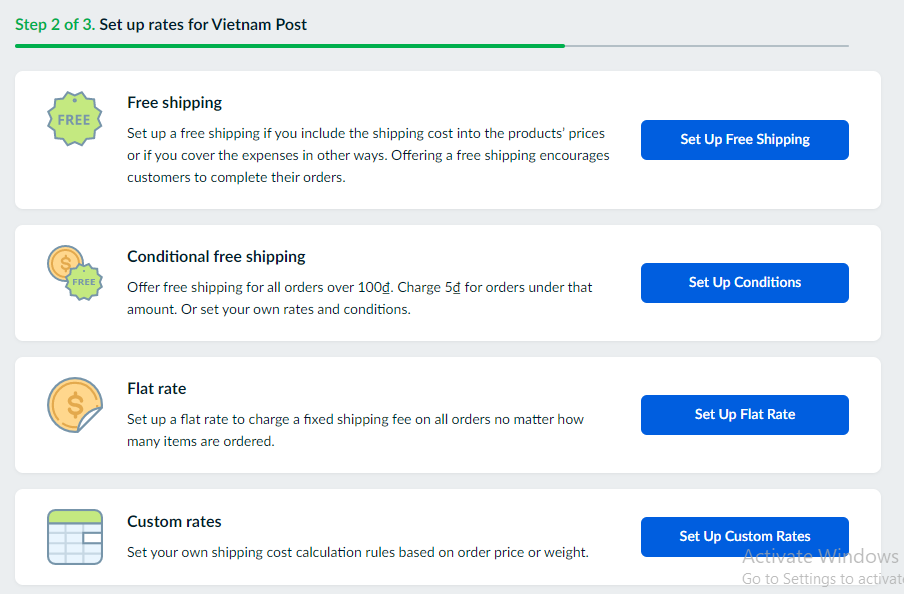 Step 2 of 3. Set up rates for Vietnam Post
FREE
Free shipping
Set up a free shipping if you include the shipping cost into the products’ prices
or if you cover the expenses in other ways. Offering a free shipping encourages
customers to complete their orders.
Set Up Free Shipping
$
FREE
Conditional free shipping
Offer free shipping for all orders over 100₫. Charge 5₫ for orders under that
amount. Or set your own rates and conditions.
Set Up Conditions
$
Flat rate
Set up a flat rate to charge a fixed shipping fee on all orders no matter how
many items are ordered.
Set Up Flat Rate
Custom rates
Set your own shipping cost calculation rules based on order price or weight.
Set Up Custom Rates
Activate Windows
Go to Settings to activate